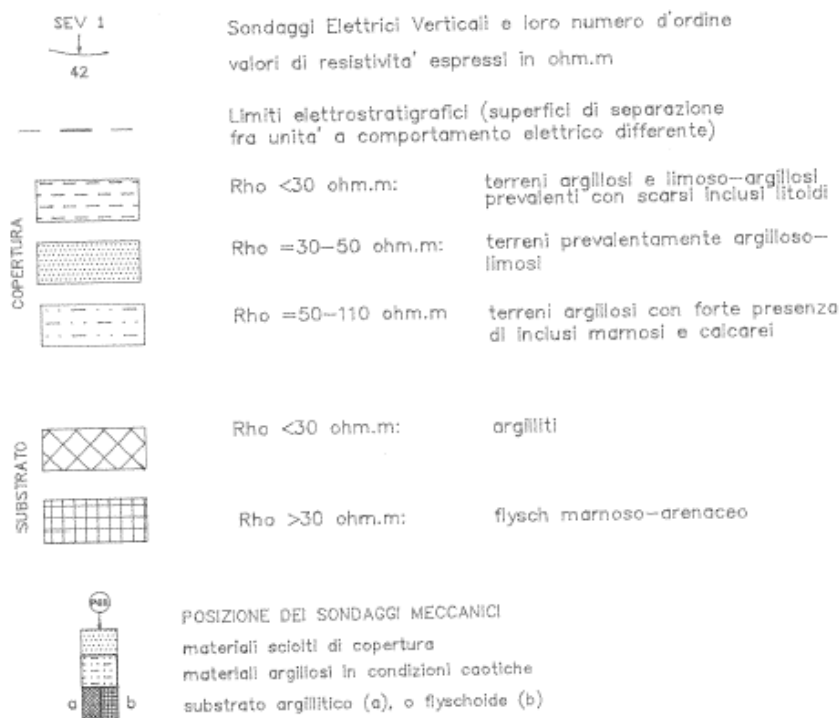 SEV 1
42
Sondaggi Elettrici Verticali e loro numero d'ordine
valori di resistivita' espressi in ohm.m
Limiti elettrostratigrafici (superfici di separazione
fra unita' a comportamento elettrico differente)
COPERTURA
Rho <30 ohm.m: terreni argillosi e limoso-argillosi
prevalenti con scarsi inclusi litoidi
Rho =30-50 ohm.m: terreni prevalentamente argilloso-
limosi
Rho =50-110 ohm.m terreni argillosi con forte presenza
di inclusi marnosi e calcarei
SUBSTRATO
Rho <30 ohm.m: argilliti
Rho >30 ohm.m: flysch marnoso-arenaceo
POSIZIONE DEI SONDAGGI MECCANICI
materiali sciolti di copertura
materiali argillosi in condizioni caotiche
a b substrato argillitico (a), o flyschoide (b)